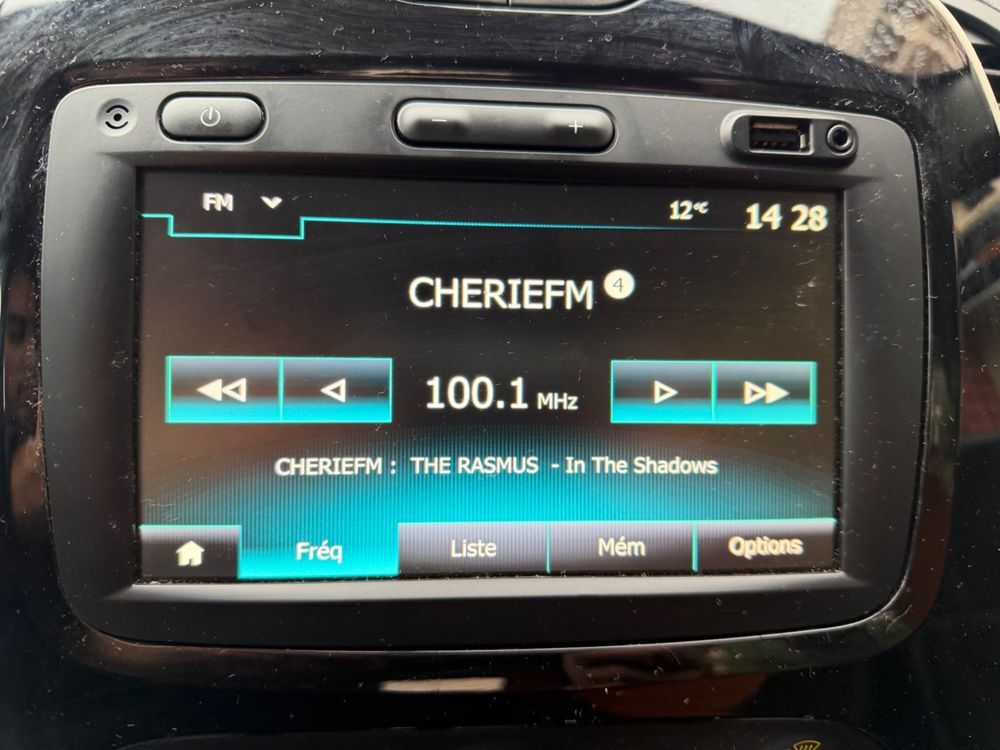 − +
FM 12°C 14 28
CHERIEFM 4
100.1 MHz
CHERIEFM : THE RASMUS - In The Shadows
Fréq Liste Mém Options